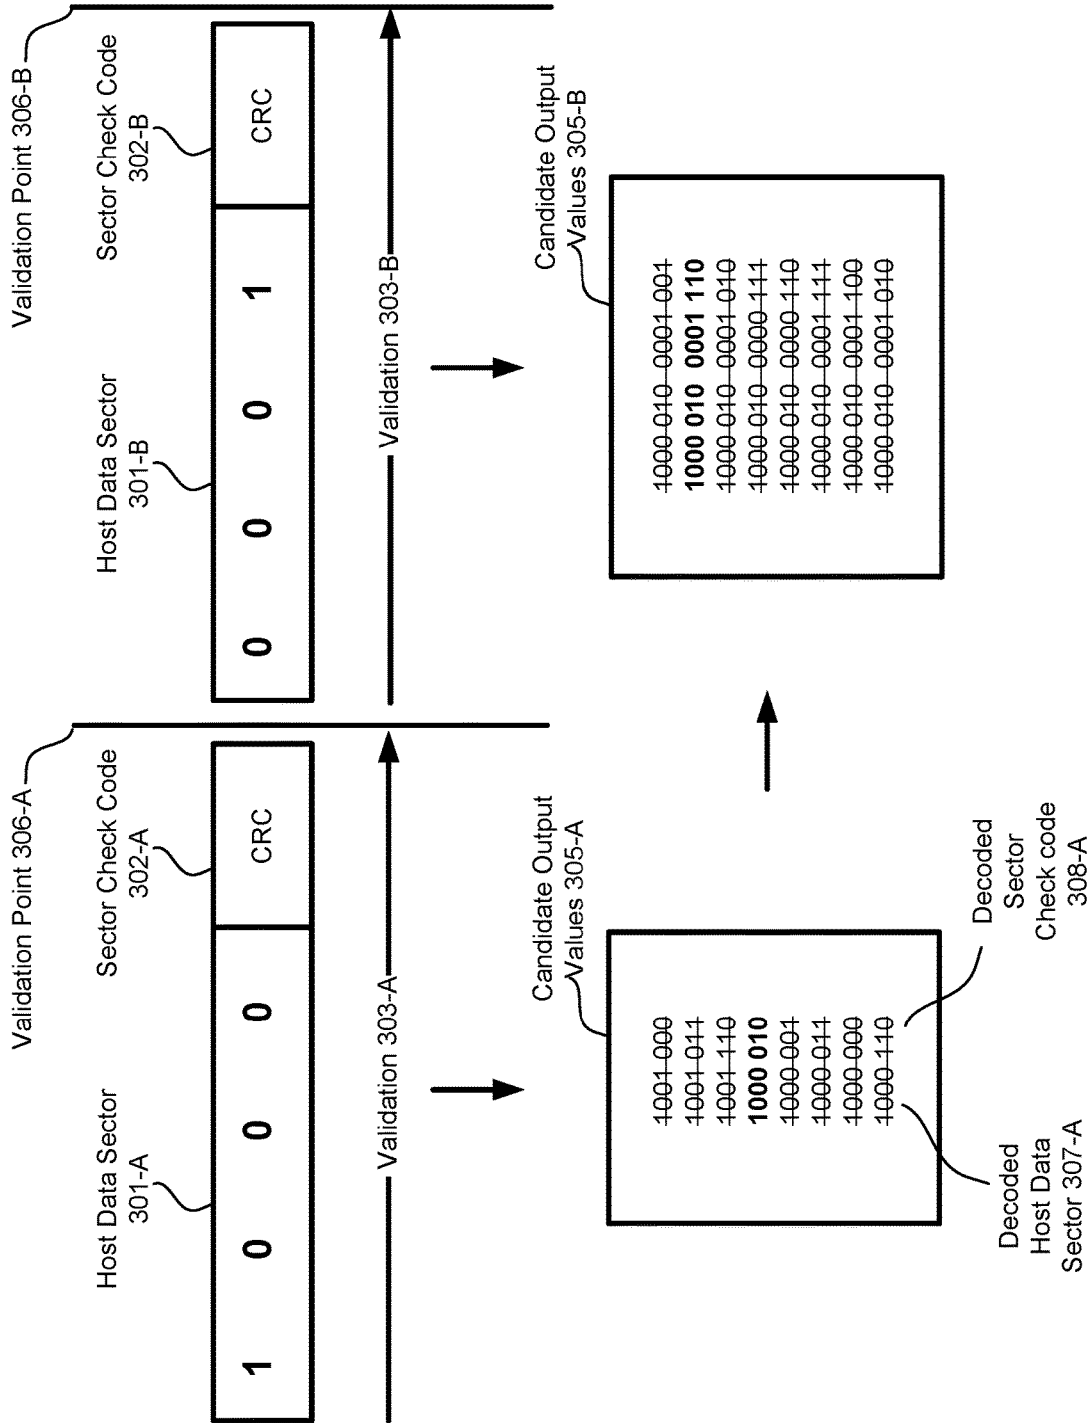 Validation Point 306-A
Validation Point 306-B
Host Data Sector
301-A
Sector Check Code
302-A
Host Data Sector
301-B
Sector Check Code
302-B
1 0 0 0 CRC
0 0 0 1 CRC
Validation 303-A
Validation 303-B
Candidate Output
Values 305-A
1001 000
1001 011
1001 110
1000 010
1000 001
1000 011
1000 000
1000 110
Decoded
Host Data
Sector 307-A
Decoded
Sector
Check code
308-A
Candidate Output
Values 305-B
1000 010 0001 001
1000 010 0001 110
1000 010 0001 010
1000 010 0000 111
1000 010 0000 110
1000 010 0001 111
1000 010 0001 100
1000 010 0001 010